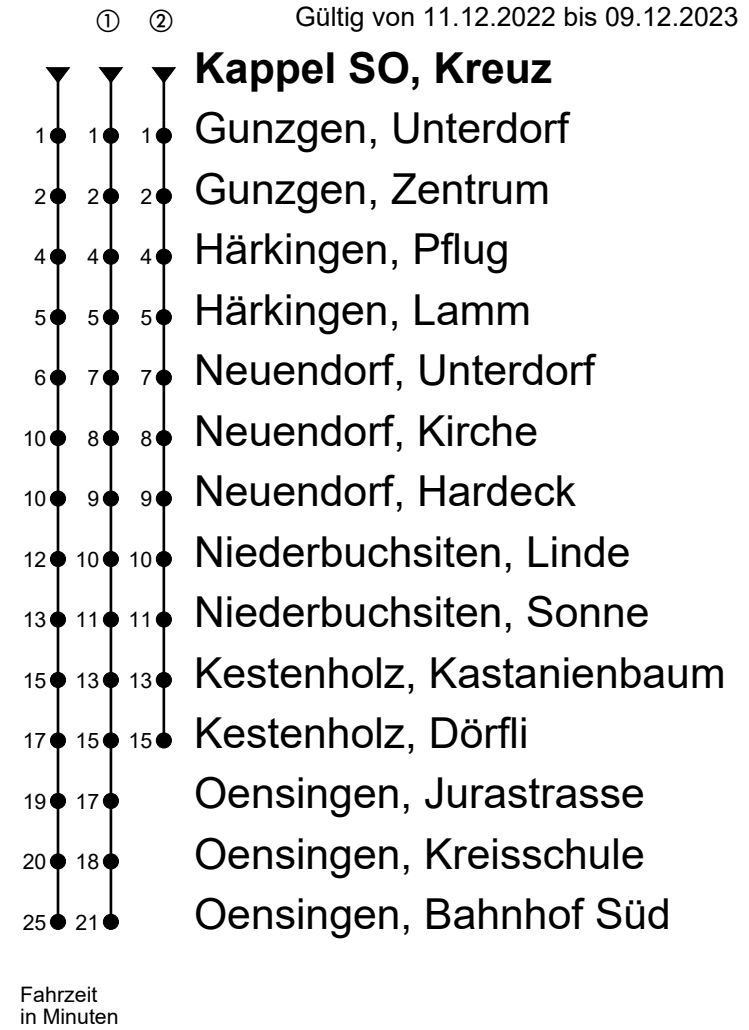 ① ② Gültig von 11.12.2022 bis 09.12.2023
Kappel SO, Kreuz
1 1 1 Gunzgen, Unterdorf
2 2 2 Gunzgen, Zentrum
4 4 4 Härkingen, Pflug
5 5 5 Härkingen, Lamm
6 7 7 Neuendorf, Unterdorf
10 8 8 Neuendorf, Kirche
10 9 9 Neuendorf, Hardeck
12 10 10 Niederbuchsiten, Linde
13 11 11 Niederbuchsiten, Sonne
15 13 13 Kestenholz, Kastanienbaum
17 15 15 Kestenholz, Dörfli
19 17 Oensingen, Jurastrasse
20 18 Oensingen, Kreisschule
25 21 Oensingen, Bahnhof Süd
Fahrzeit
in Minuten